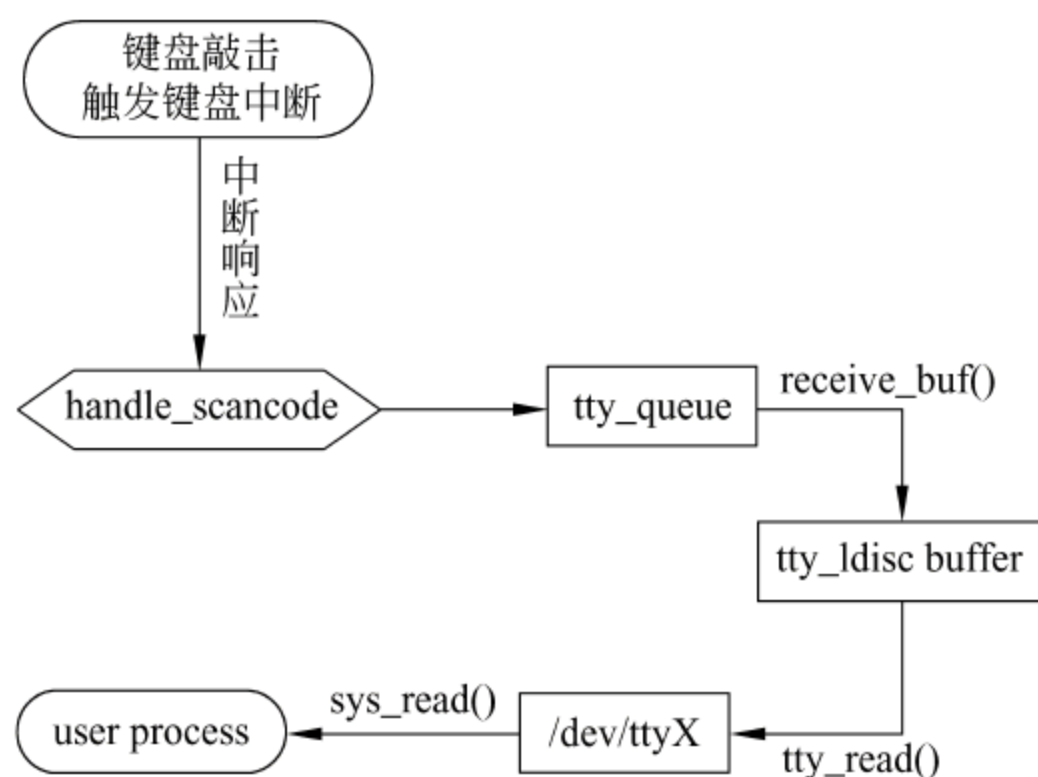 键盘敲击
触发键盘中断
中断响应
handle_scancode
tty_queue
receive_buf()
tty_ldisc buffer
tty_read()
/dev/ttyX
sys_read()
user process